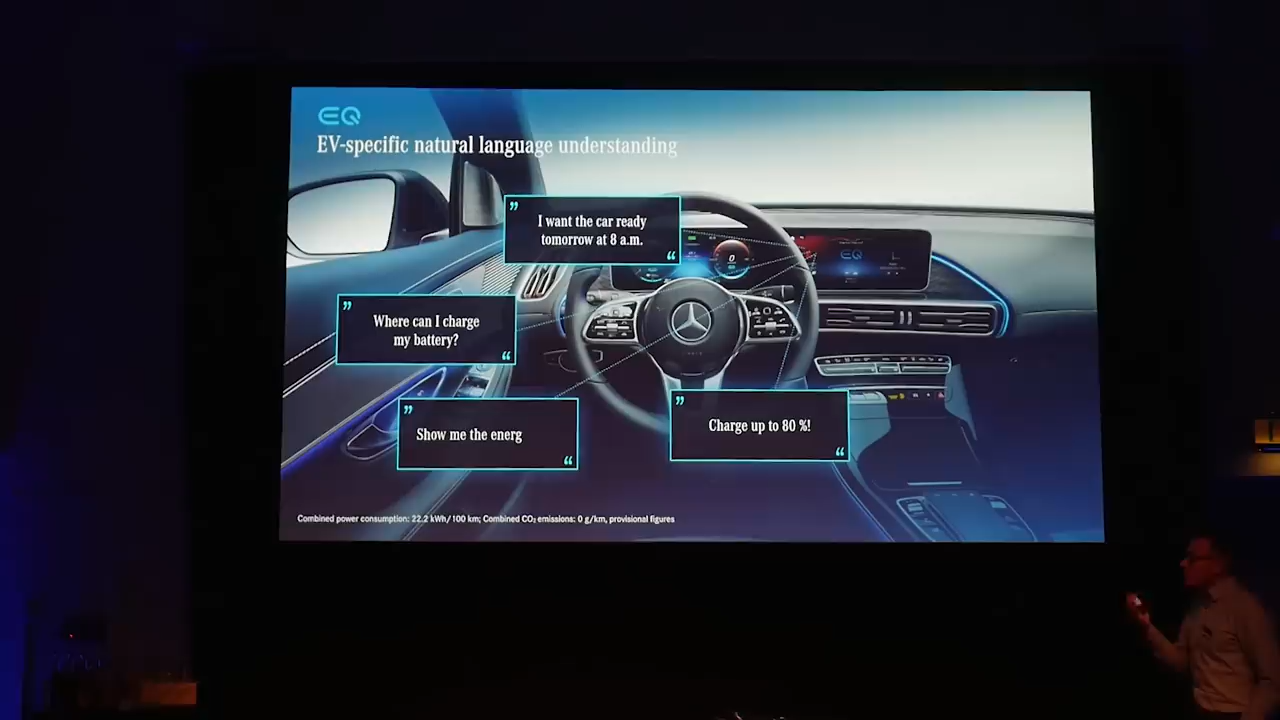 EQ
EV-specific natural language understanding
” I want the car ready
tomorrow at 8 a.m. “
” Where can I charge
my battery? “
” Show me the energ “
” Charge up to 80 %! “
0
EQ
Combined power consumption: 22.2 kWh/100 km; Combined CO₂ emissions: 0 g/km, provisional figures